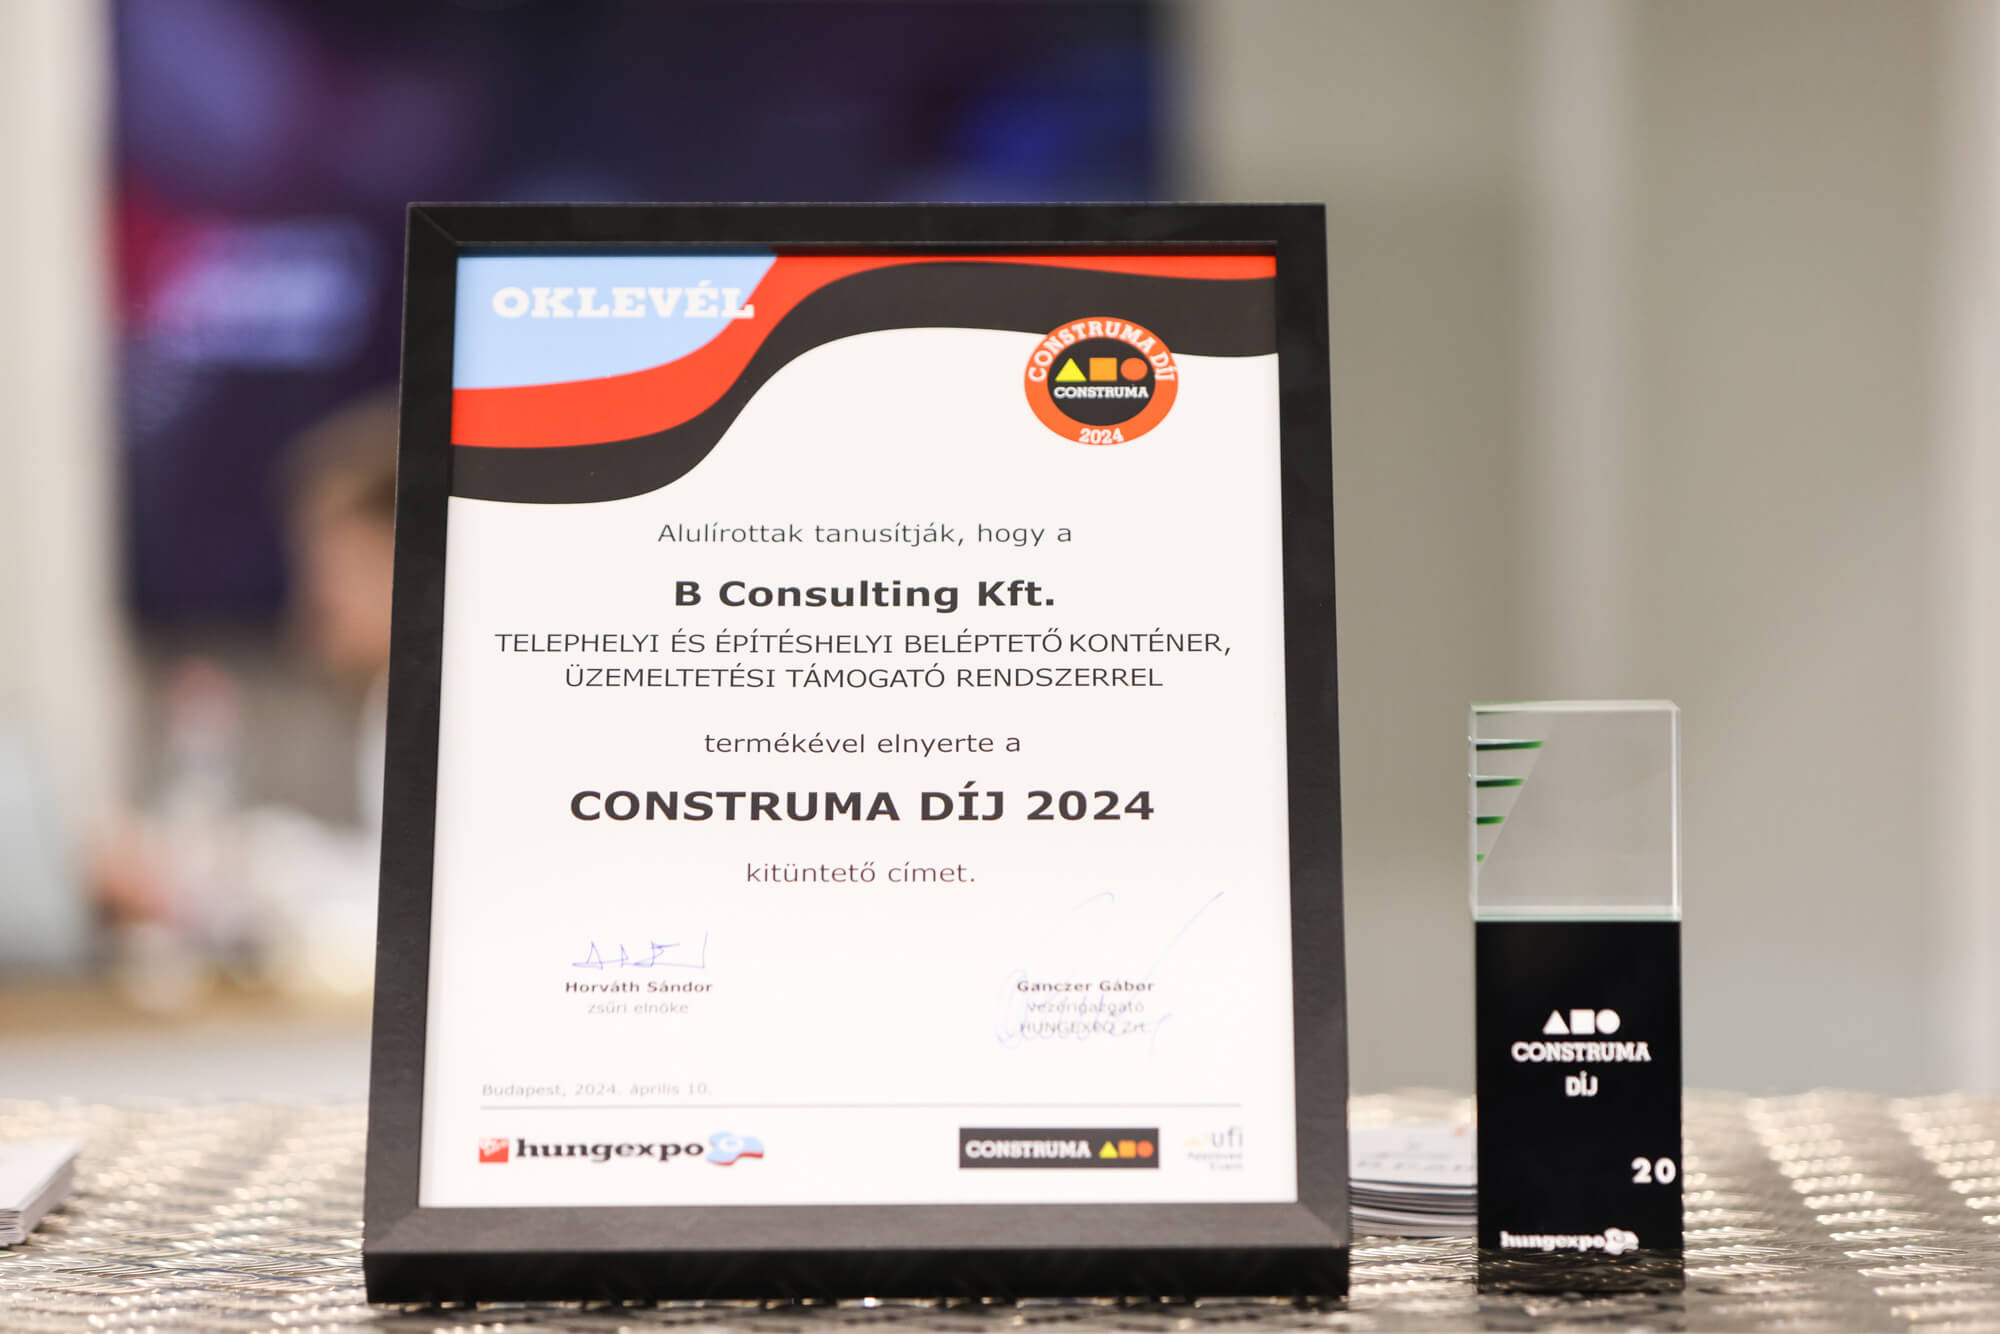 OKLEVÉL
CONSTRUMA DÍJ
CONSTRUMA
2024
Alulírottak tanusítják, hogy a
B Consulting Kft.
TELEPHELYI ÉS ÉPÍTÉSHELYI BELÉPTETŐ KONTÉNER,
ÜZEMELTETÉSI TÁMOGATÓ RENDSZERREL
termékével elnyerte a
CONSTRUMA DÍJ 2024
kitüntető címet.
Horváth Sándor
zsűri elnöke
Ganczer Gábor
vezérigazgató
HUNGEXPO Zrt.
Budapest, 2024. április 10.
hungexpo
CONSTRUMA
ufi
Approved
Event
CONSTRUMA
DÍJ
20
hungexpo